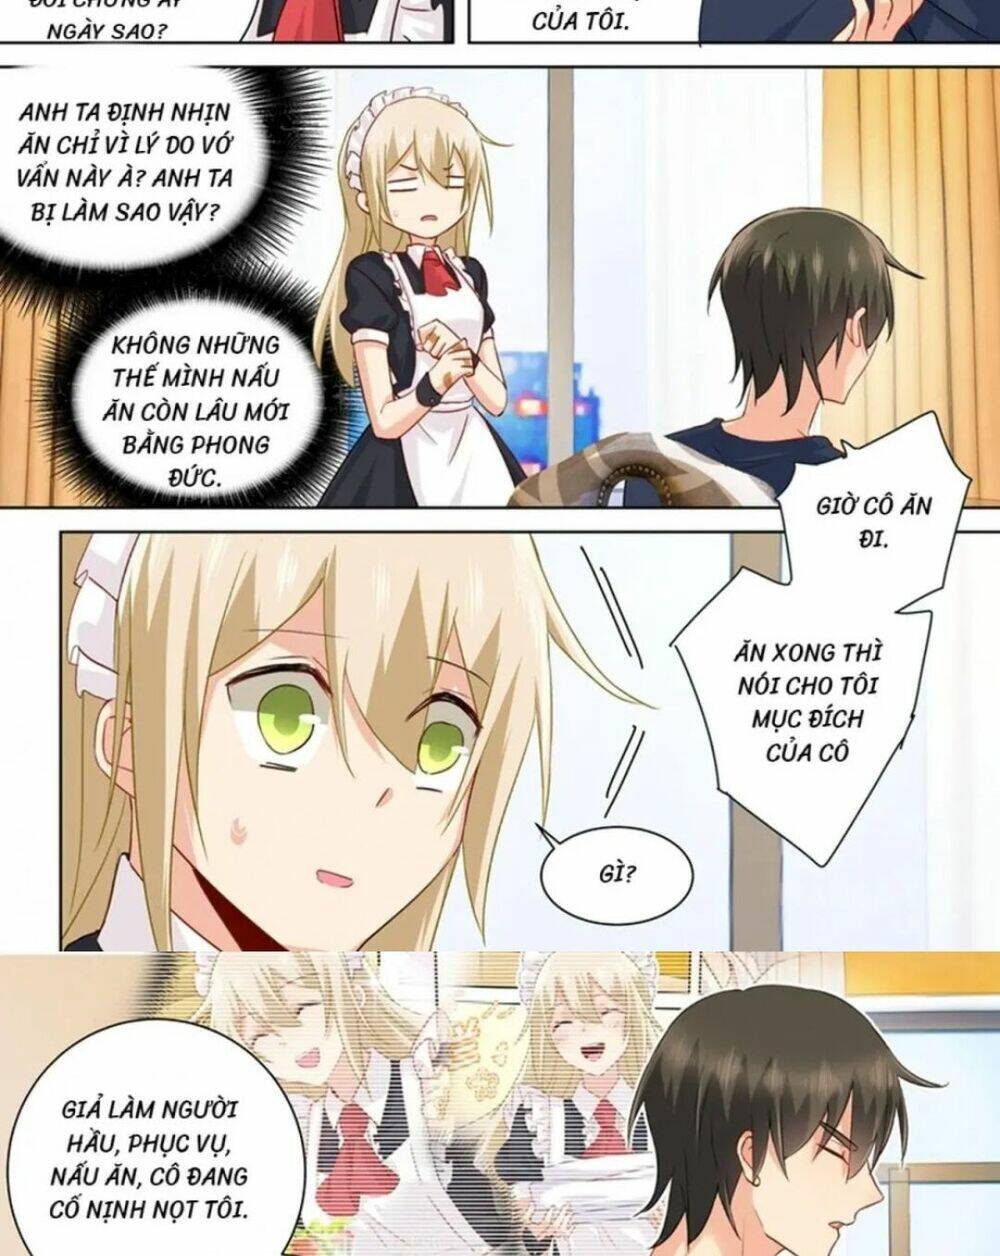 NGÀY SAO?
CỦA TÔI.
ANH TA ĐỊNH NHỊN
ĂN CHỈ VÌ LÝ DO VỚ
VẨN NÀY À? ANH TA
BỊ LÀM SAO VẬY?
KHÔNG NHỮNG
THẾ MÌNH NẤU
ĂN CÒN LÂU MỚI
BẰNG PHONG
ĐỨC.
GIỜ CÔ ĂN
ĐI.
ĂN XONG THÌ
NÓI CHO TÔI
MỤC ĐÍCH
CỦA CÔ
GÌ?
GIẢ LÀM NGƯỜI
HẦU, PHỤC VỤ,
NẤU ĂN, CÔ ĐANG
CỐ NỊNH NỌT TÔI.